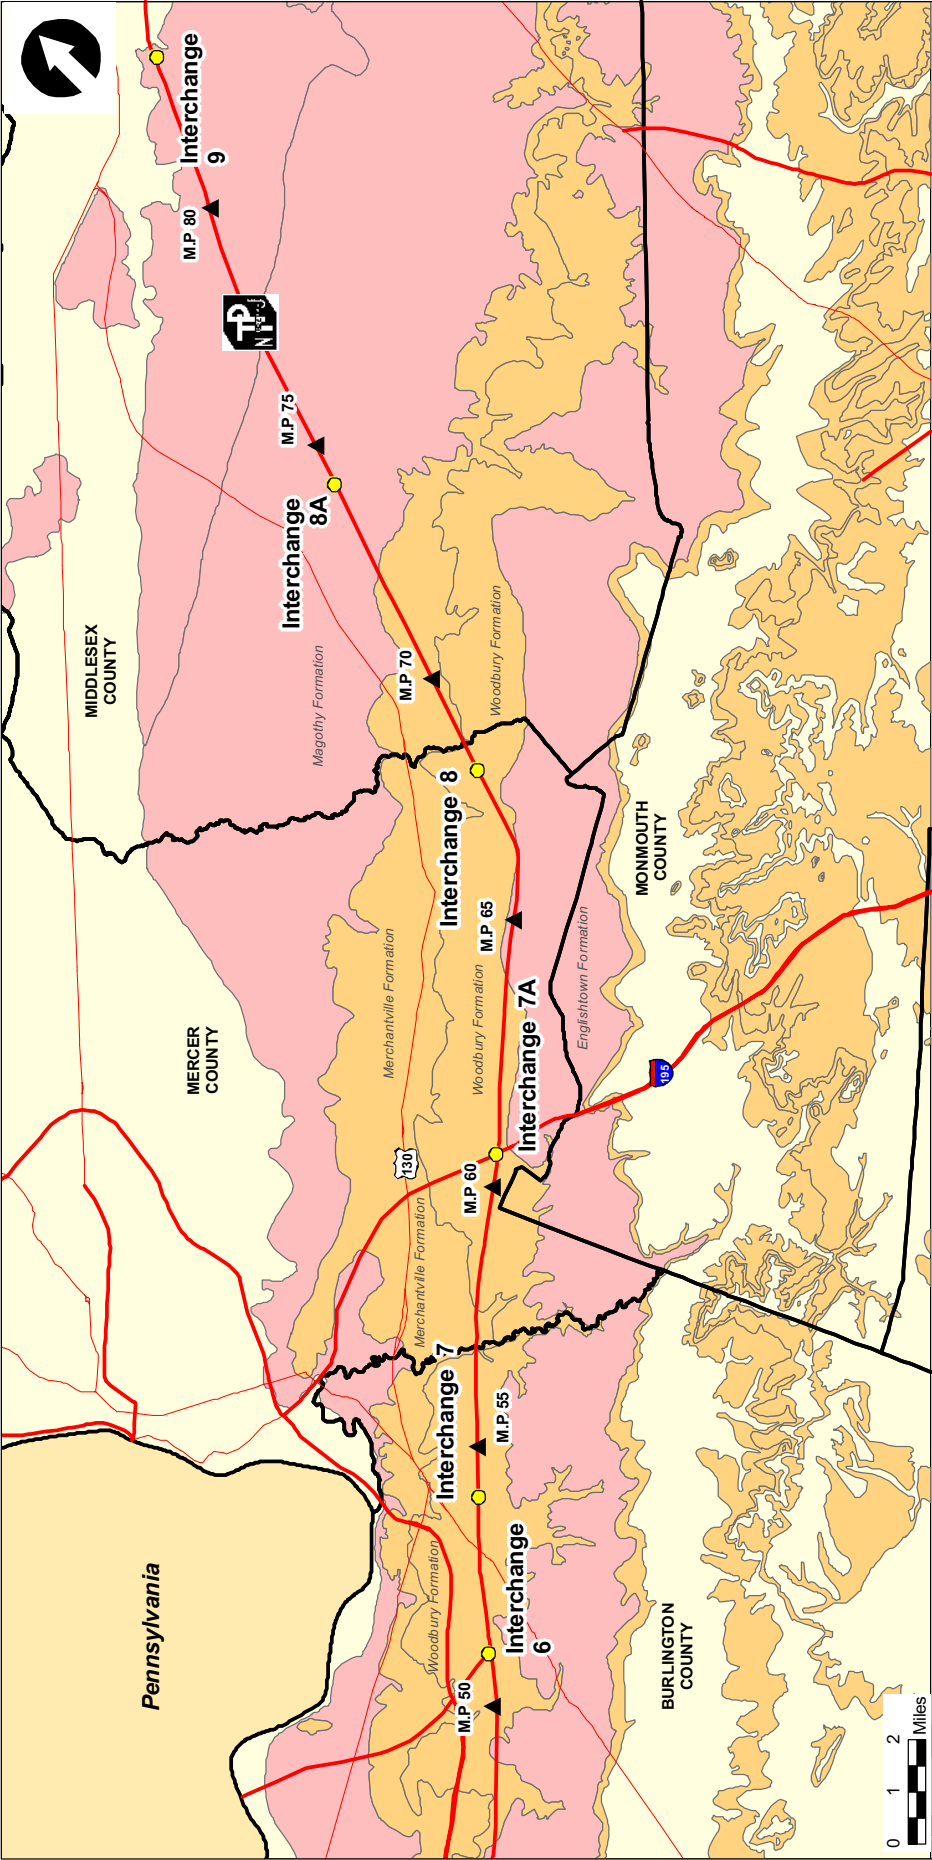 MIDDLESEX
COUNTY
Pennsylvania
MERCER
COUNTY
M.P 80
Interchange
9
M.P 75
Interchange
8A
Magothy Formation
Merchantville Formation
130
M.P 70
Merchantville Formation
Woodbury Formation
Interchange 7
Interchange 8
M.P 50
M.P 60
Woodbury Formation
M.P 65
Woodbury Formation
M.P 55
Interchange
6
Interchange 7A
Englishtown Formation
MONMOUTH
COUNTY
195
BURLINGTON
COUNTY
0 1 2
Miles